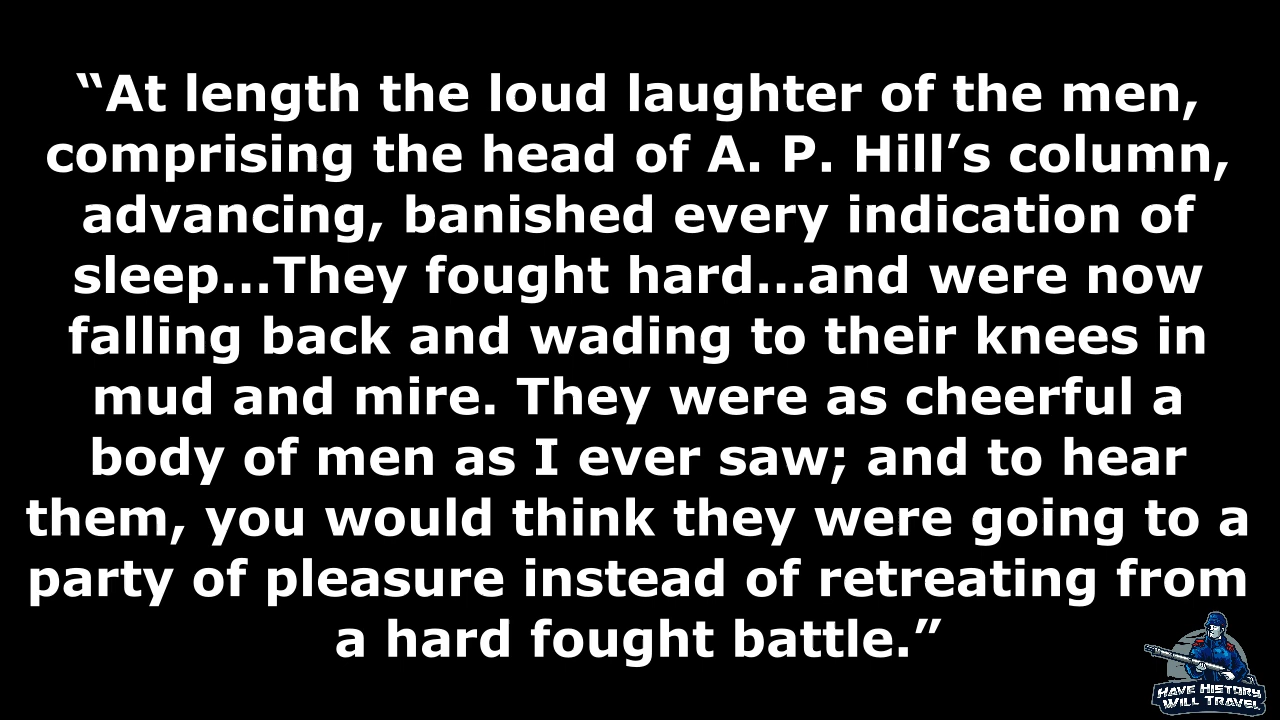 “At length the loud laughter of the men,
comprising the head of A. P. Hill’s column,
advancing, banished every indication of
sleep…They fought hard…and were now
falling back and wading to their knees in
mud and mire. They were as cheerful a
body of men as I ever saw; and to hear
them, you would think they were going to a
party of pleasure instead of retreating from
a hard fought battle.”
HAVE HISTORY
WILL TRAVEL